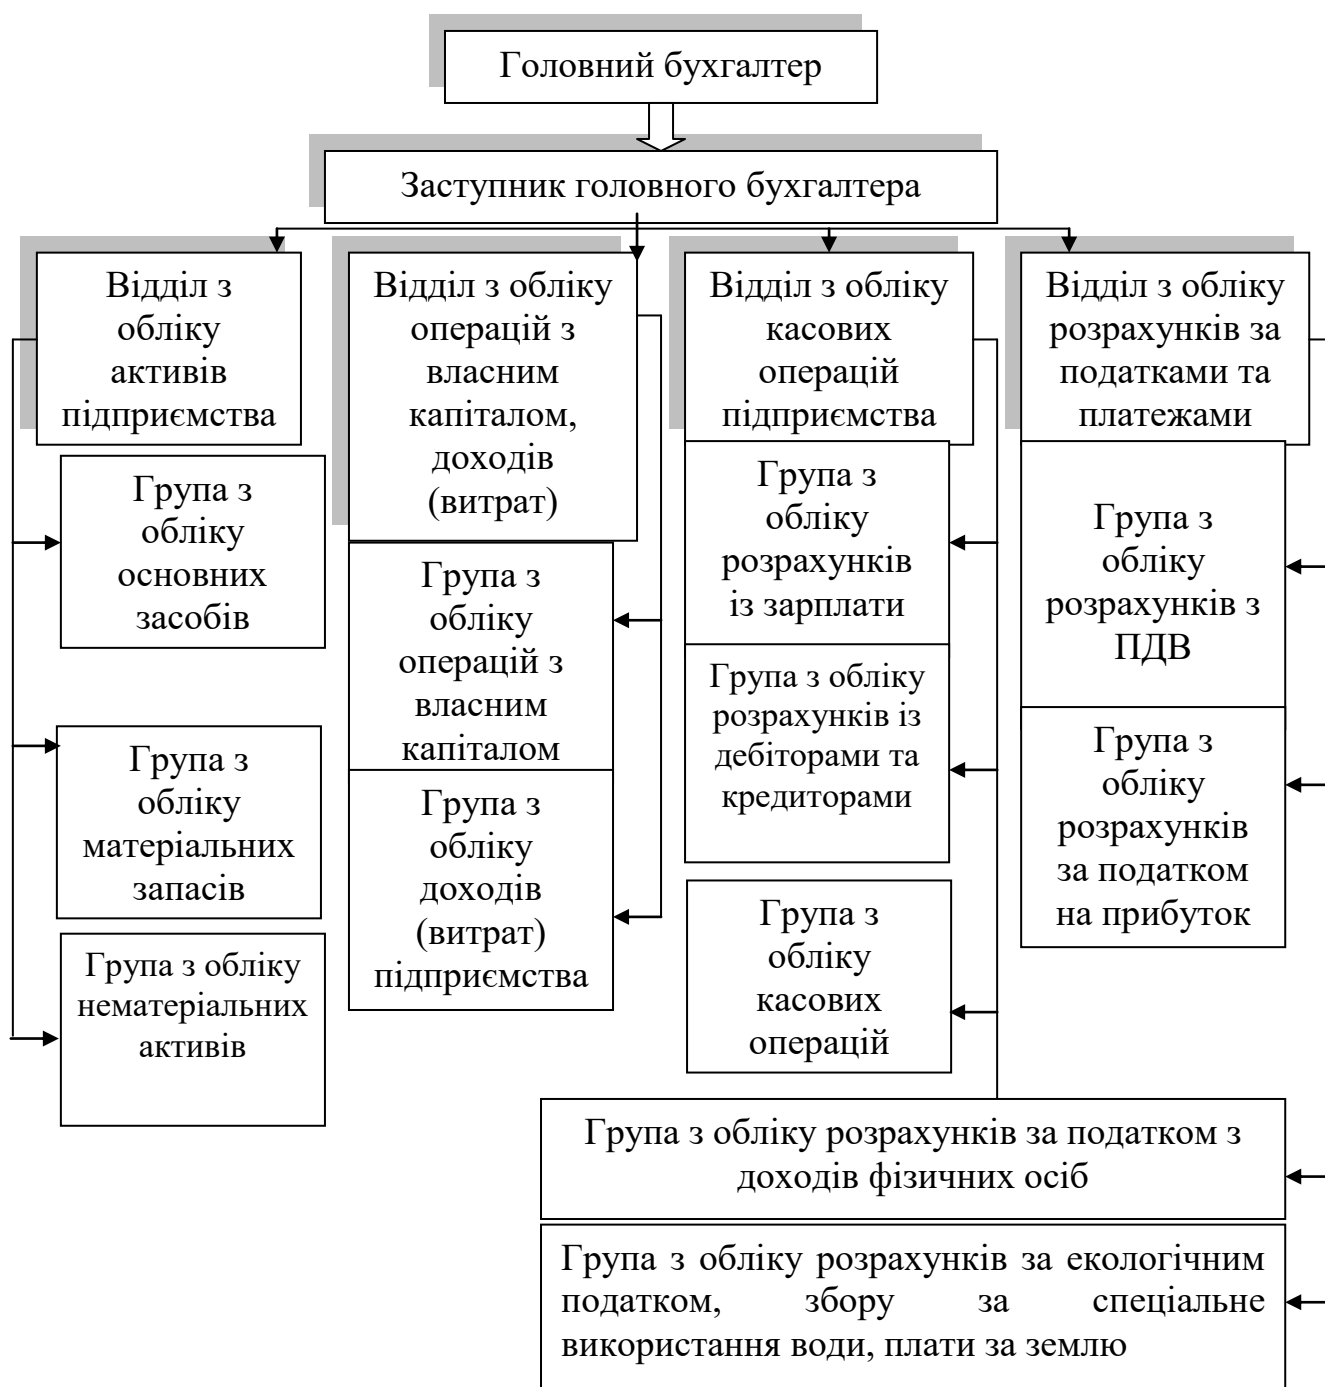 Головний бухгалтер
Заступник головного бухгалтера
Відділ з
обліку
активів
підприємства
Відділ з обліку
операцій з
власним
капіталом,
доходів
(витрат)
Відділ з обліку
касових
операцій
підприємства
Відділ з обліку
розрахунків за
податками та
платежами
Група з
обліку
основних
засобів
Група з
обліку
матеріальних
запасів
Група з обліку
нематеріальних
активів
Група з
обліку
операцій з
власним
капіталом
Група з
обліку
доходів
(витрат)
підприємства
Група з
обліку
розрахунків
із зарплати
Група з обліку
розрахунків із
дебіторами та
кредиторами
Група з
обліку
касових
операцій
Група з
обліку
розрахунків з
ПДВ
Група з
обліку
розрахунків
за податком
на прибуток
Група з обліку розрахунків за податком з
доходів фізичних осіб
Група з обліку розрахунків за екологічним
податком, збору за спеціальне
використання води, плати за землю